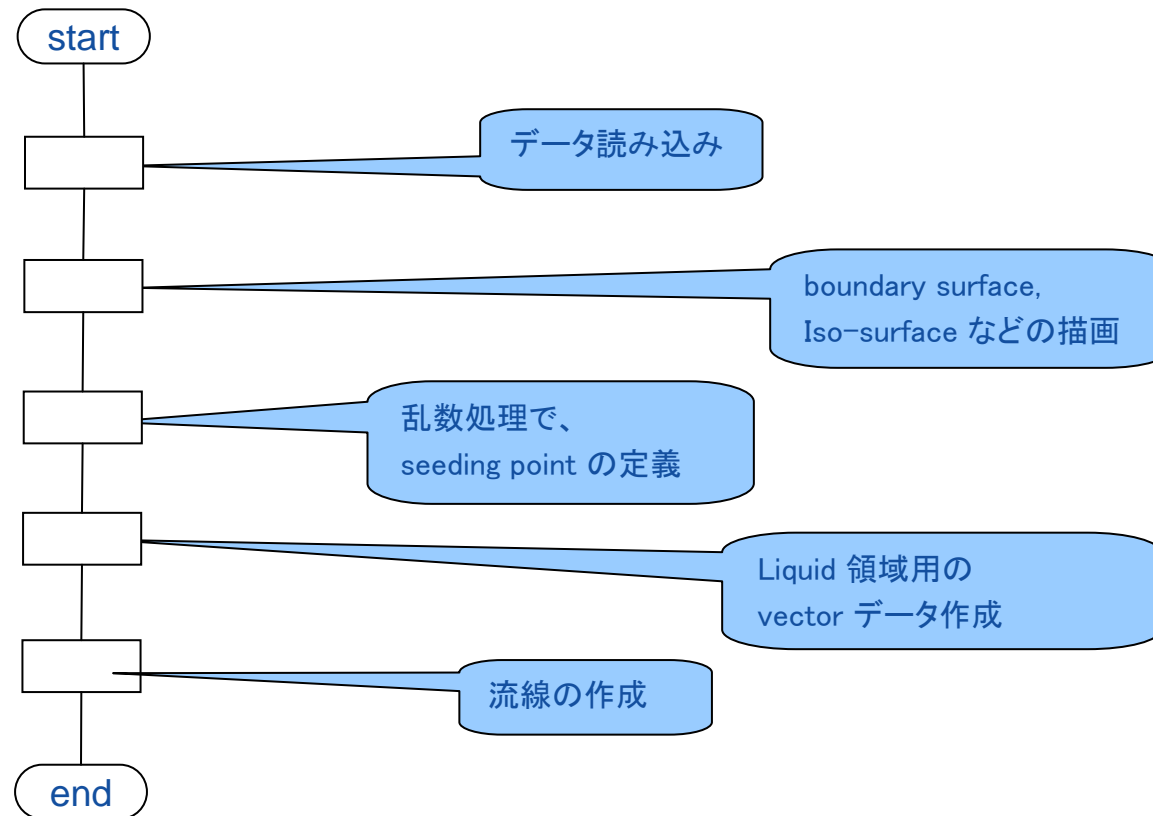 start
データ読み込み
boundary surface,
Iso-surface などの描画
乱数処理で、
seeding point の定義
Liquid 領域用の
vector データ作成
流線の作成
end